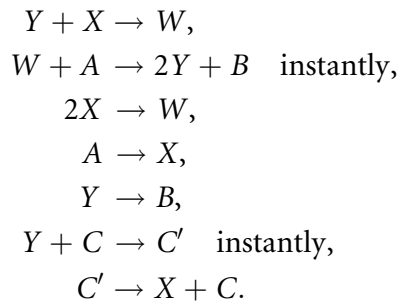 Y + X → W,
W + A → 2Y + B instantly,
2X → W,
A → X,
Y → B,
Y + C → C′ instantly,
C′ → X + C.